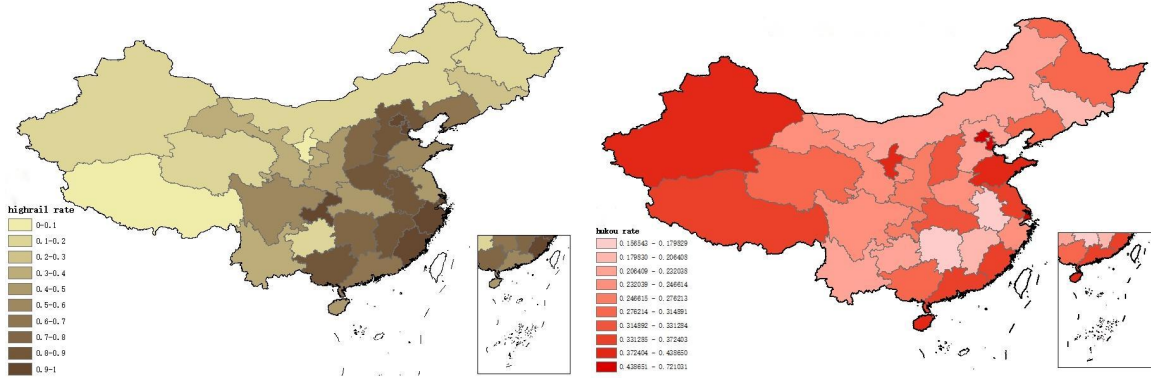 highrail rate
0-0.1
0.1-0.2
0.2-0.3
0.3-0.4
0.4-0.5
0.5-0.6
0.6-0.7
0.7-0.8
0.8-0.9
0.9-1
hukou rate
0.156543 - 0.179829
0.179830 - 0.206408
0.206409 - 0.232038
0.232039 - 0.246614
0.246615 - 0.276213
0.276214 - 0.314891
0.314892 - 0.331284
0.331285 - 0.372403
0.372404 - 0.438650
0.438651 - 0.721031